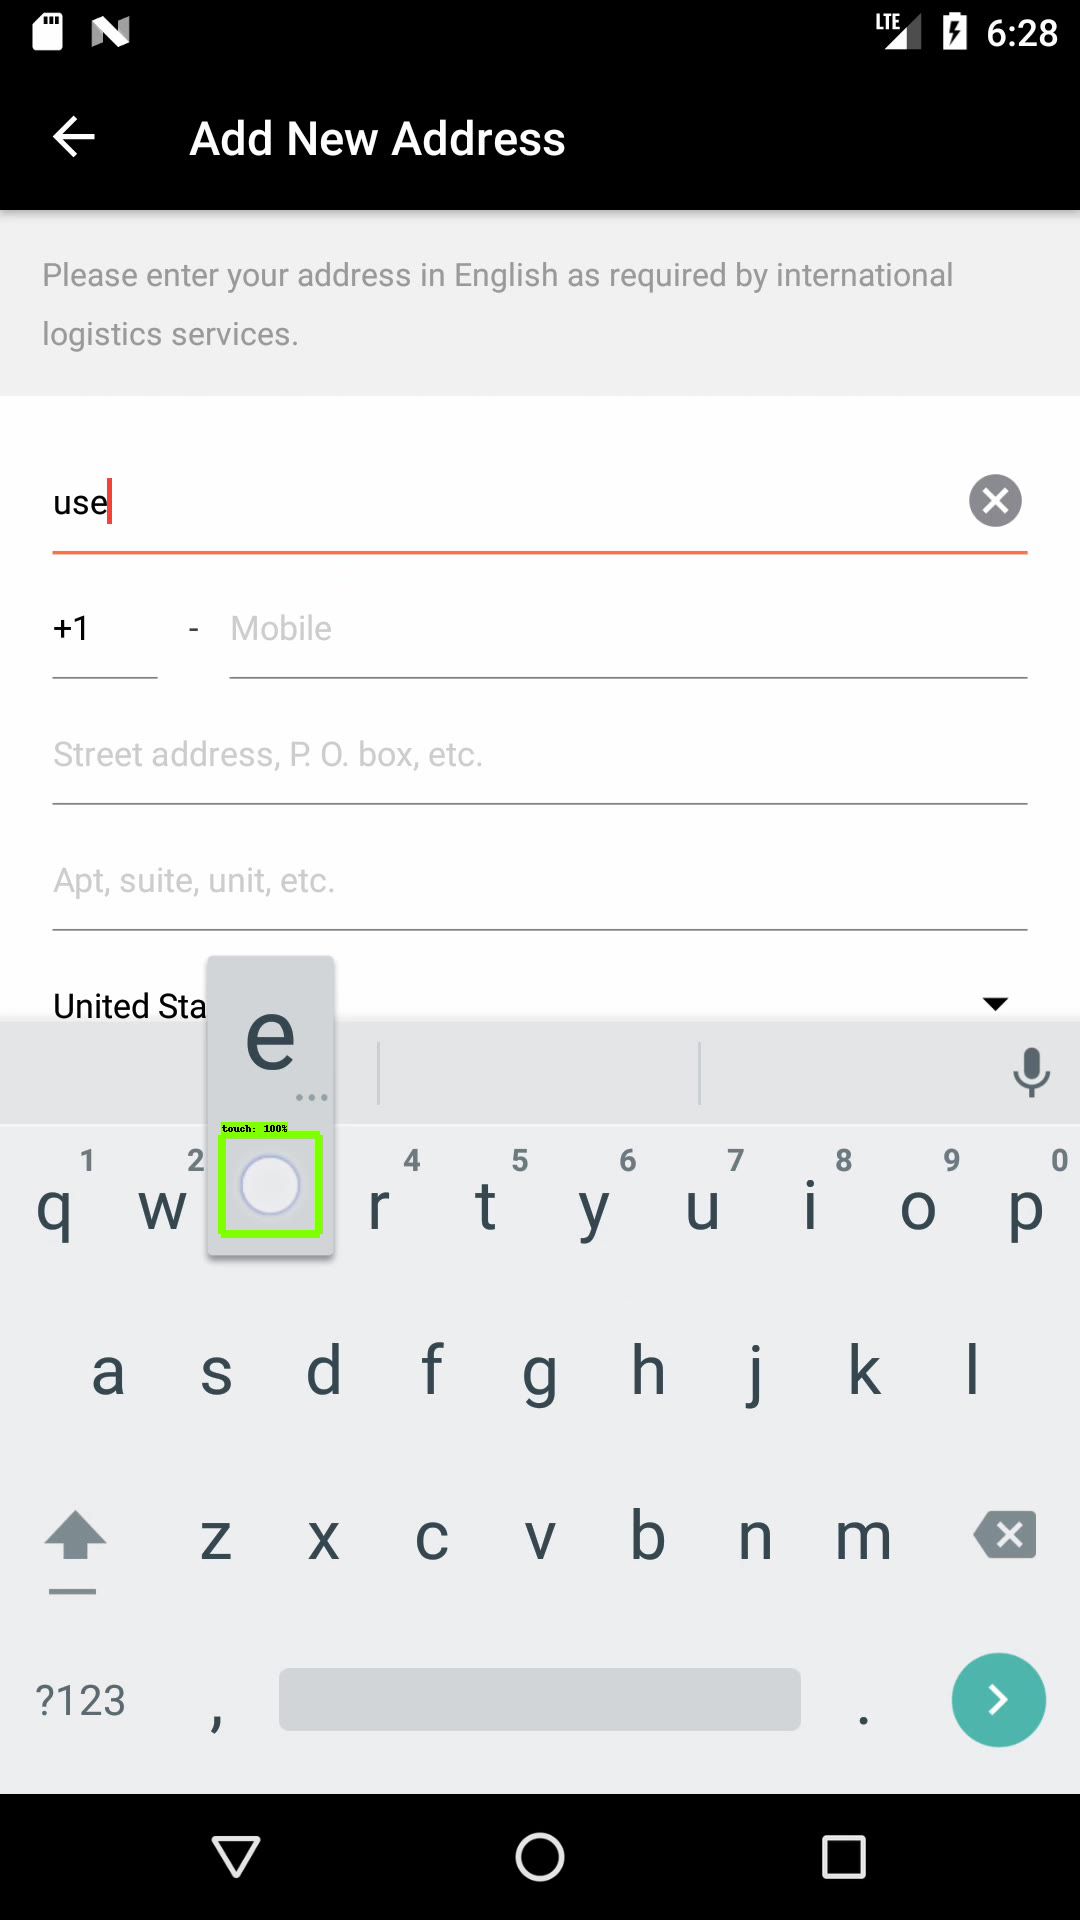 LTE 6:28
Add New Address
Please enter your address in English as required by international
logistics services.
use
+1 - Mobile
Street address, P. O. box, etc.
Apt, suite, unit, etc.
United Sta
e
touch: 100%
1 2 4 5 6 7 8 9 0
q w r t y u i o p
a s d f g h j k l
z x c v b n m
?123 , .